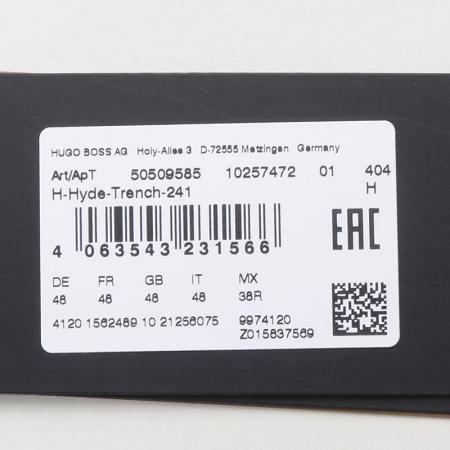 HUGO BOSS AG Holy-Allee 3 D-72555 Metzingen Germany
Art/ApT 50509585 10257472 01 404
H-Hyde-Trench-241 H
4 063543 231566
EAC
DE FR GB IT MX
48 48 48 48 38R
4120 1562489 10 21256075 9974120
Z015837569